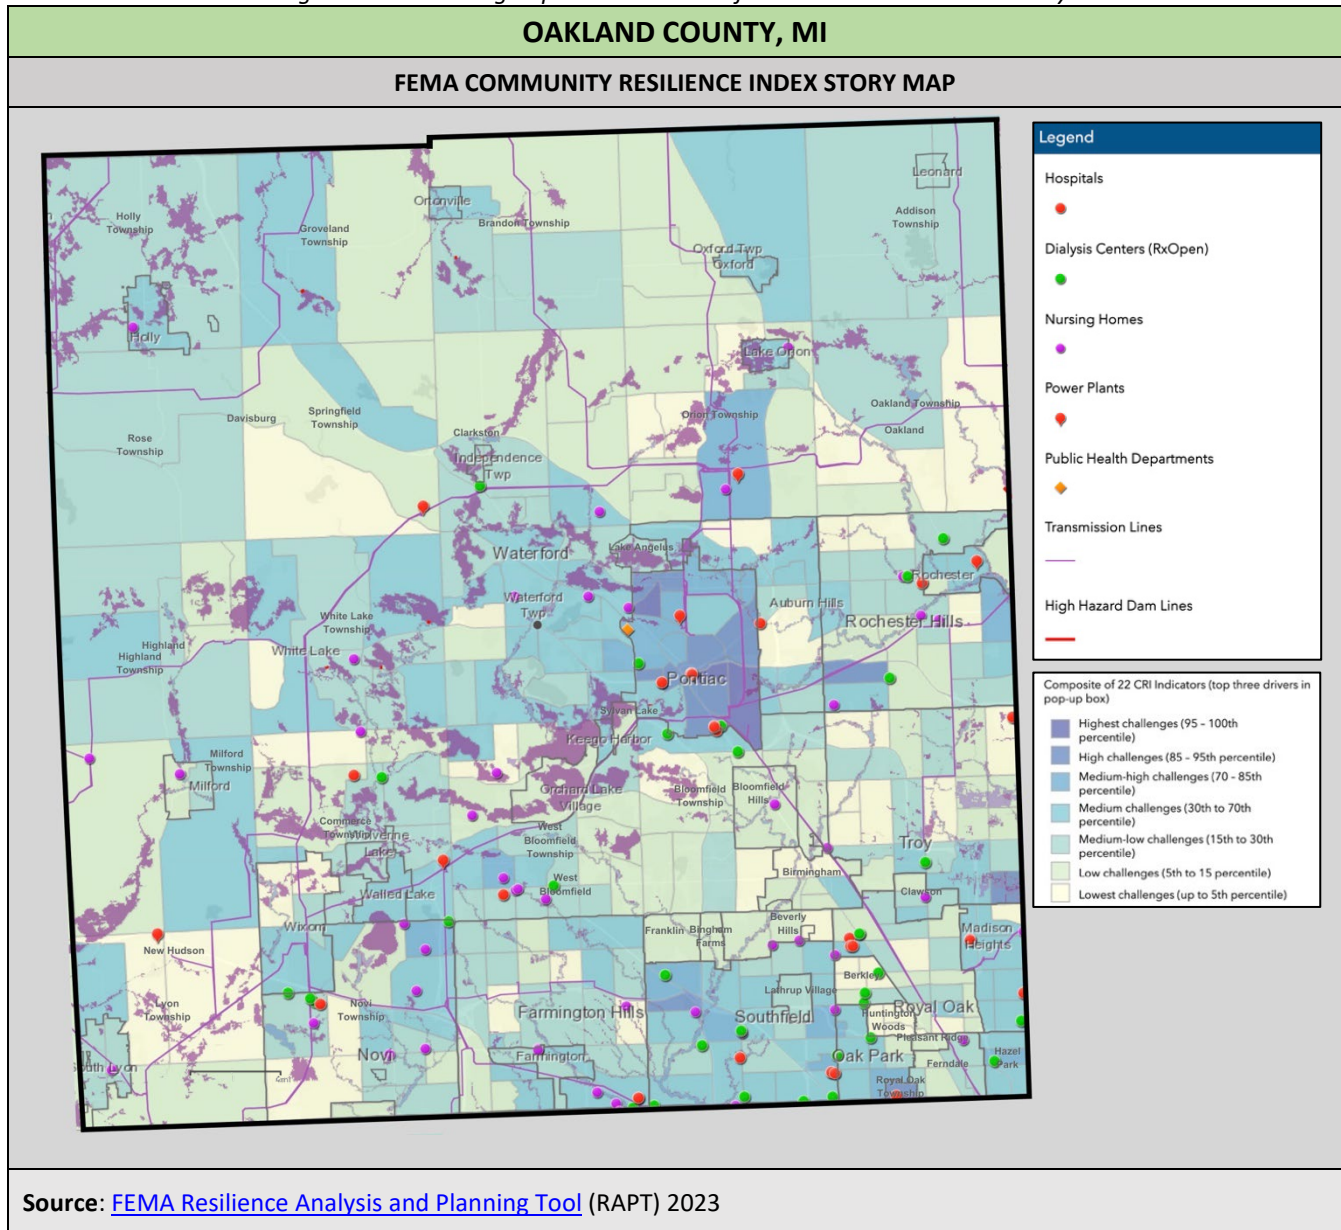 OAKLAND COUNTY, MI
FEMA COMMUNITY RESILIENCE INDEX STORY MAP
Leonard
Holly
Township
Groveland
Township
Ortonville
Brandon Township
Addison
Township
Oxford Twp
Oxford
Holly
Lake Orion
Orion Township
Oakland Township
Oakland
Davisburg
Springfield
Township
Rose
Township
Clarkston
Independence
Twp
Waterford
Lake Angelus
Rochester
Waterford
Twp
Auburn Hills
Rochester Hills
White Lake
Township
White Lake
Highland
Highland
Township
Pontiac
Sylvan Lake
Keego Harbor
Milford
Township
Milford
Orchard Lake
Village
Bloomfield
Township
Bloomfield
Hills
Commerce
Township
Wolverine
Lake
West
Bloomfield
Township
Troy
Birmingham
West
Bloomfield
Walled Lake
Clawson
Wixom
Franklin
Bingham
Farms
Beverly
Hills
Madison
Heights
New Hudson
Berkley
Lathrup Village
Lyon
Township
Novi
Township
Farmington Hills
Southfield
Royal Oak
Huntington
Woods
Pleasant Ridge
Novi
Farmington
Oak Park
Ferndale
Hazel
Park
South Lyon
Royal Oak
Township
Legend
Hospitals
Dialysis Centers (RxOpen)
Nursing Homes
Power Plants
Public Health Departments
Transmission Lines
High Hazard Dam Lines
Composite of 22 CRI Indicators (top three drivers in
pop-up box)
Highest challenges (95 - 100th
percentile)
High challenges (85 - 95th percentile)
Medium-high challenges (70 - 85th
percentile)
Medium challenges (30th to 70th
percentile)
Medium-low challenges (15th to 30th
percentile)
Low challenges (5th to 15 percentile)
Lowest challenges (up to 5th percentile)
Source: FEMA Resilience Analysis and Planning Tool (RAPT) 2023